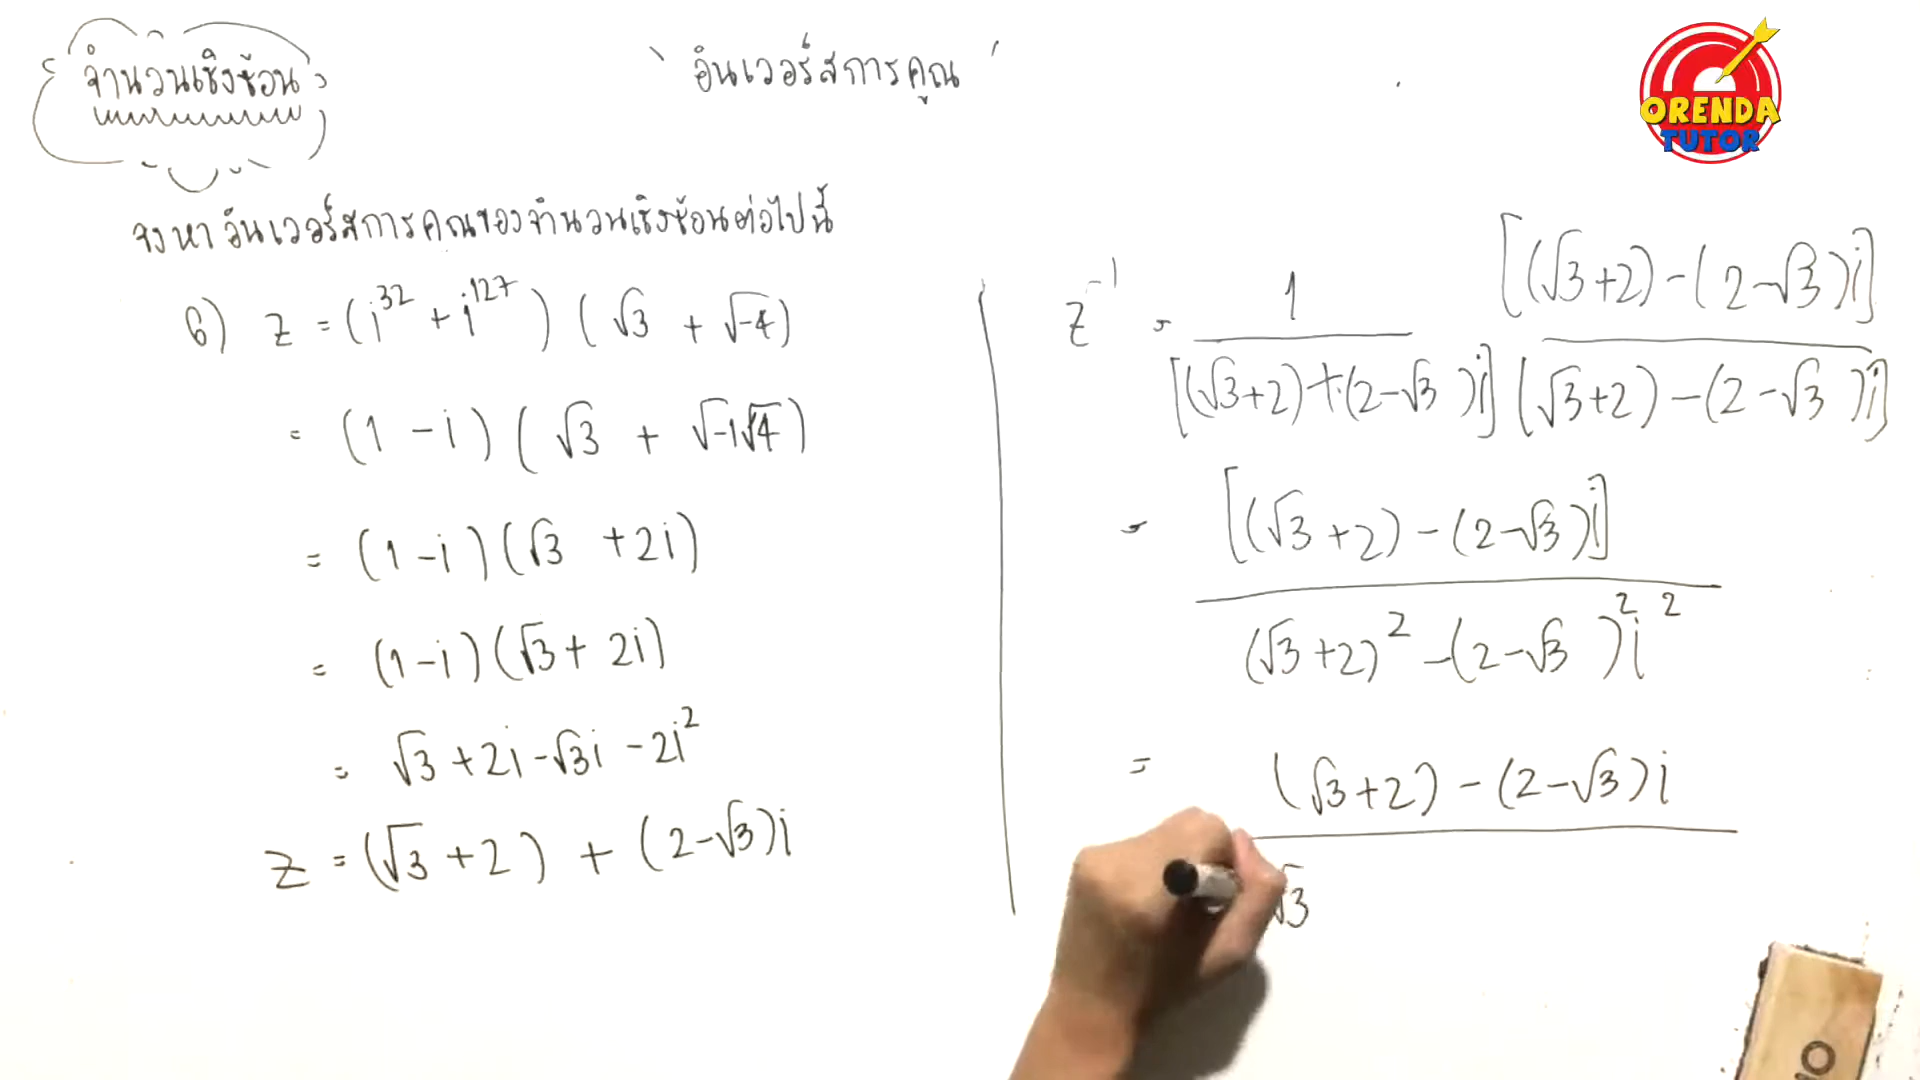 จำนวนเชิงซ้อน
" อินเวอร์สการคูณ "
ORENDA
TUTOR
จงหาอินเวอร์สการคูณของจำนวนเชิงซ้อนต่อไปนี้
6) z = (i^32 + i^127) (√3 + √-4)
= (1 - i) (√3 + √-1√4)
= (1 - i) (√3 + 2i)
= (1 - i) (√3 + 2i)
= √3 + 2i - √3i - 2i^2
z = (√3 + 2) + (2 - √3)i
z^-1 = 1 / [(√3+2)+(2-√3)i] [(√3+2)-(2-√3)i] / [(√3+2)-(2-√3)i]
= [(√3+2)-(2-√3)i] / (√3+2)^2 -(2-√3)^2 i^2
= (√3+2)-(2-√3)i /
√3